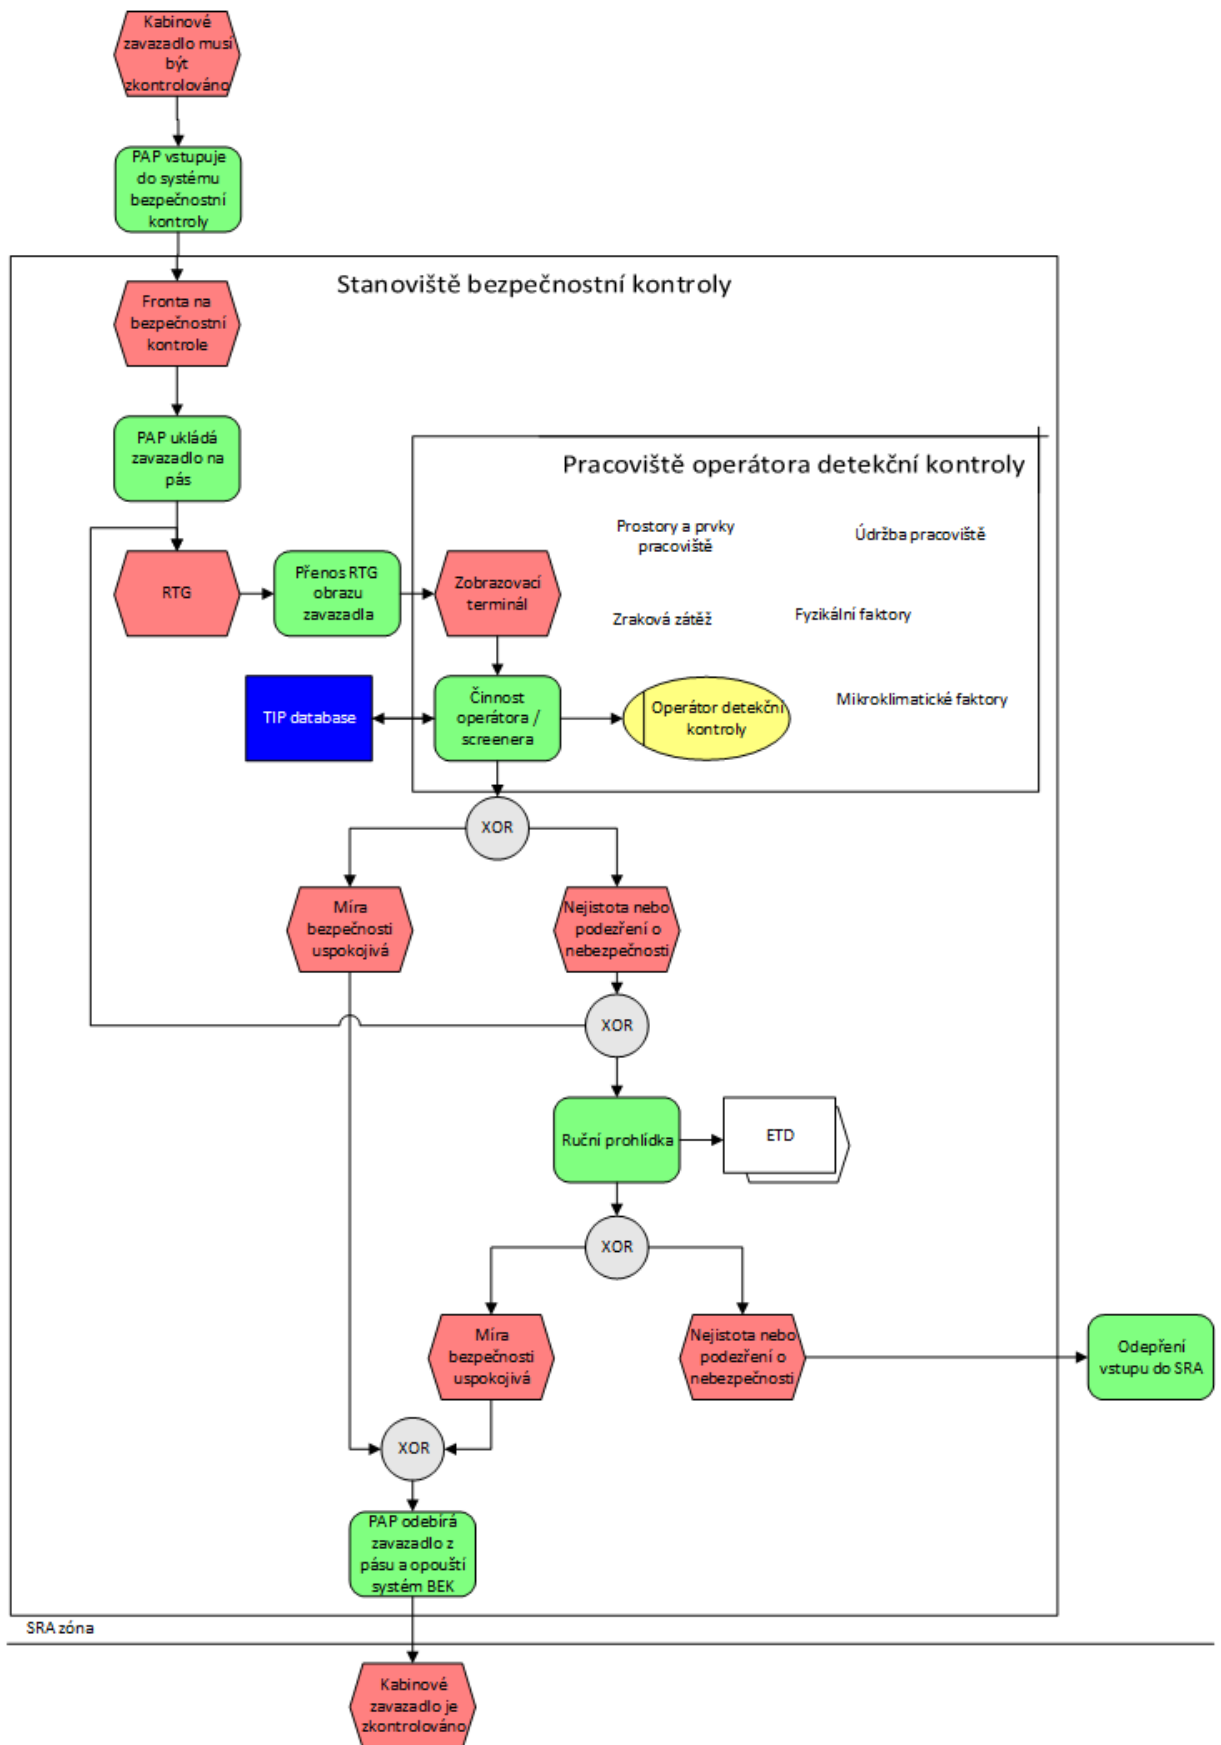 Kabinové
zavazadlo musí
být
zkontrolováno
PAP vstupuje
do systému
bezpečnostní
kontroly
Stanoviště bezpečnostní kontroly
Fronta na
bezpečnostní
kontrole
PAP ukládá
zavazadlo na
pás
Pracoviště operátora detekční kontroly
Prostory a prvky
pracoviště
Údržba pracoviště
RTG
Přenos RTG
obrazu
zavazadla
Zobrazovací
terminál
Zraková zátěž
Fyzikální faktory
TIP database
Činnost
operátora /
screenera
Operátor detekční
kontroly
Mikroklimatické faktory
XOR
Míra
bezpečnosti
uspokojivá
Nejistota nebo
podezření o
nebezpečnosti
XOR
Ruční prohlídka
ETD
XOR
Míra
bezpečnosti
uspokojivá
Nejistota nebo
podezření o
nebezpečnosti
Odepření
vstupu do SRA
XOR
PAP odebírá
zavazadlo z
pásu a opouští
systém BEK
SRA zóna
Kabinové
zavazadlo je
zkontrolováno